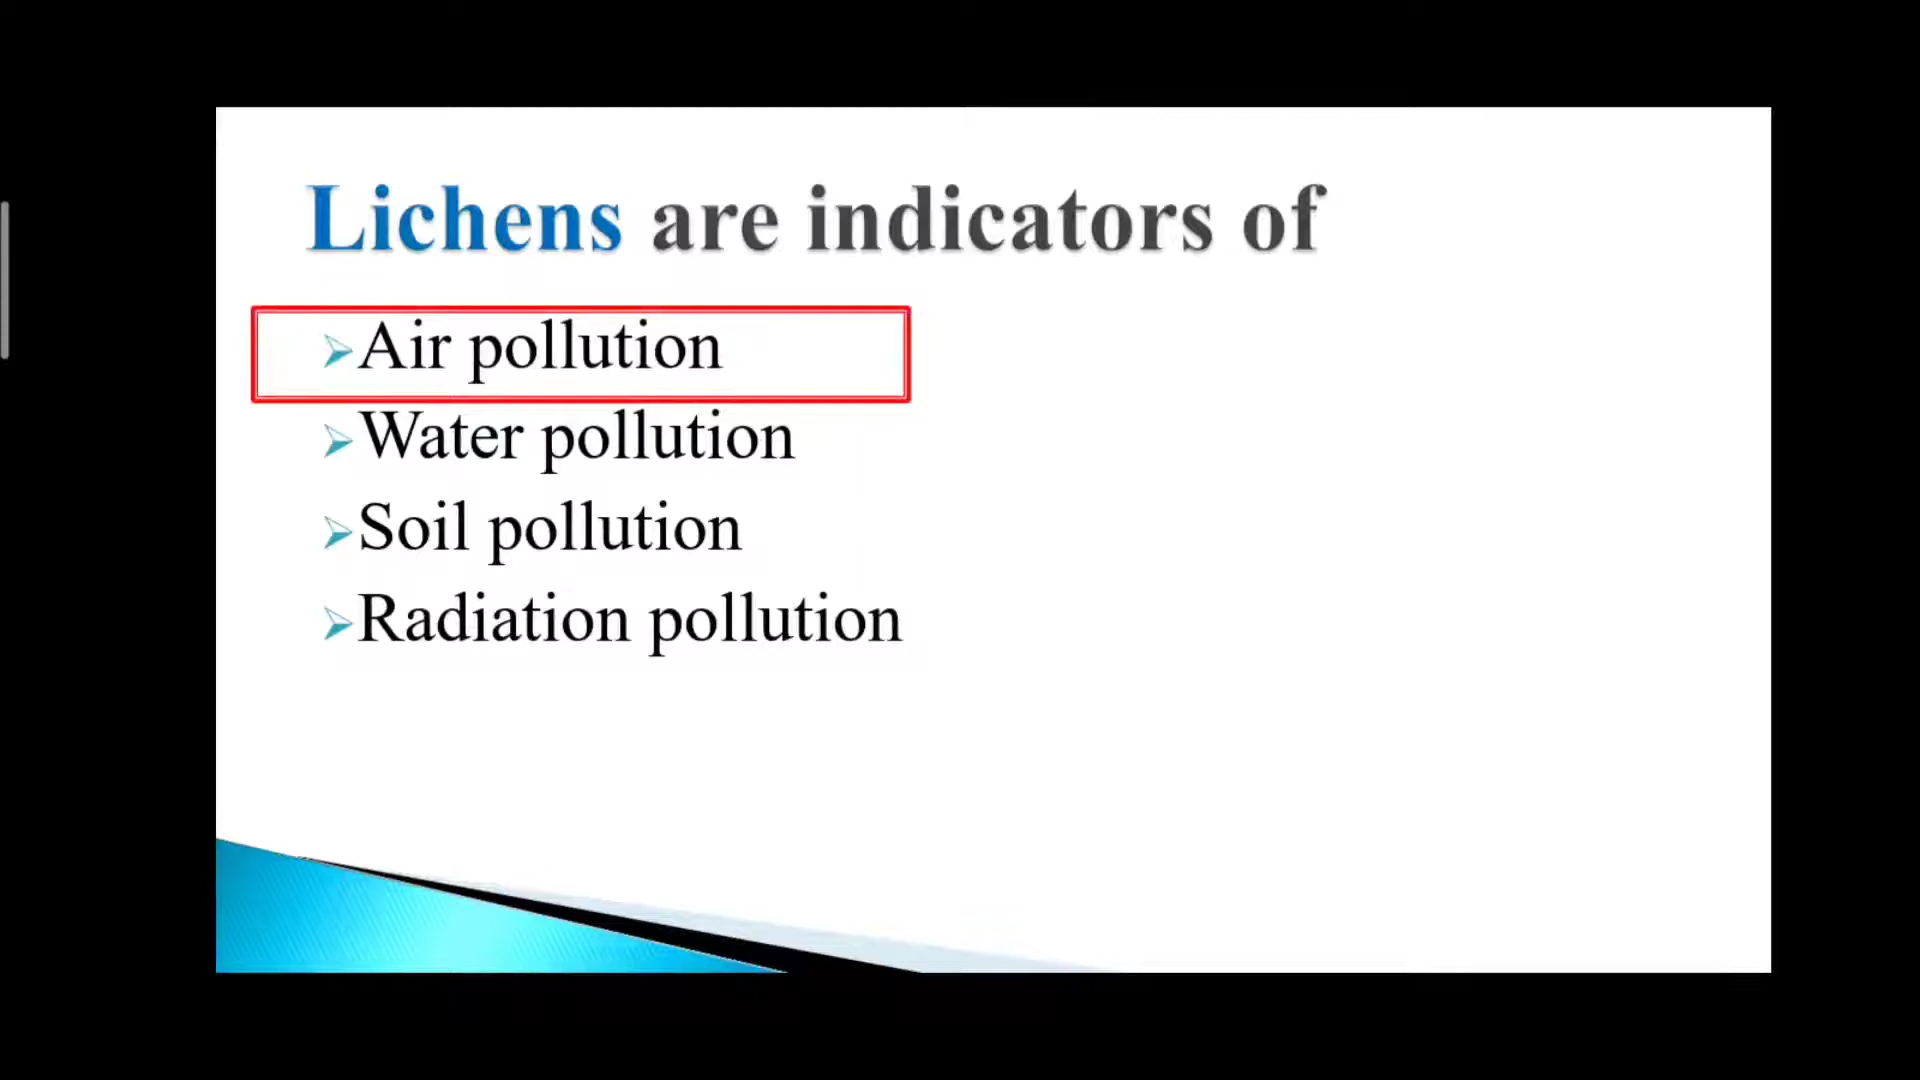 Lichens are indicators of
Air pollution
Water pollution
Soil pollution
Radiation pollution